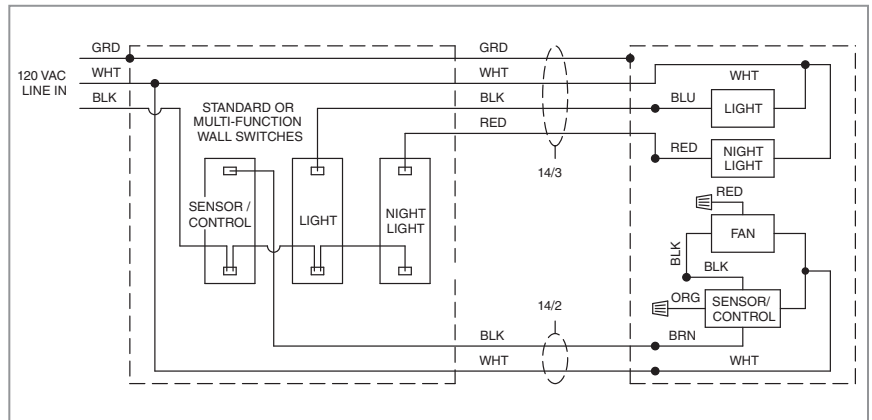 GRD
GRD
120 VAC
LINE IN
WHT
WHT
WHT
BLK
STANDARD OR
MULTI-FUNCTION
WALL SWITCHES
BLK
BLU
LIGHT
RED
RED
NIGHT
LIGHT
14/3
SENSOR /
CONTROL
LIGHT
NIGHT
LIGHT
RED
FAN
BLK
BLK
ORG
SENSOR/
CONTROL
14/2
BLK
BRN
WHT
WHT